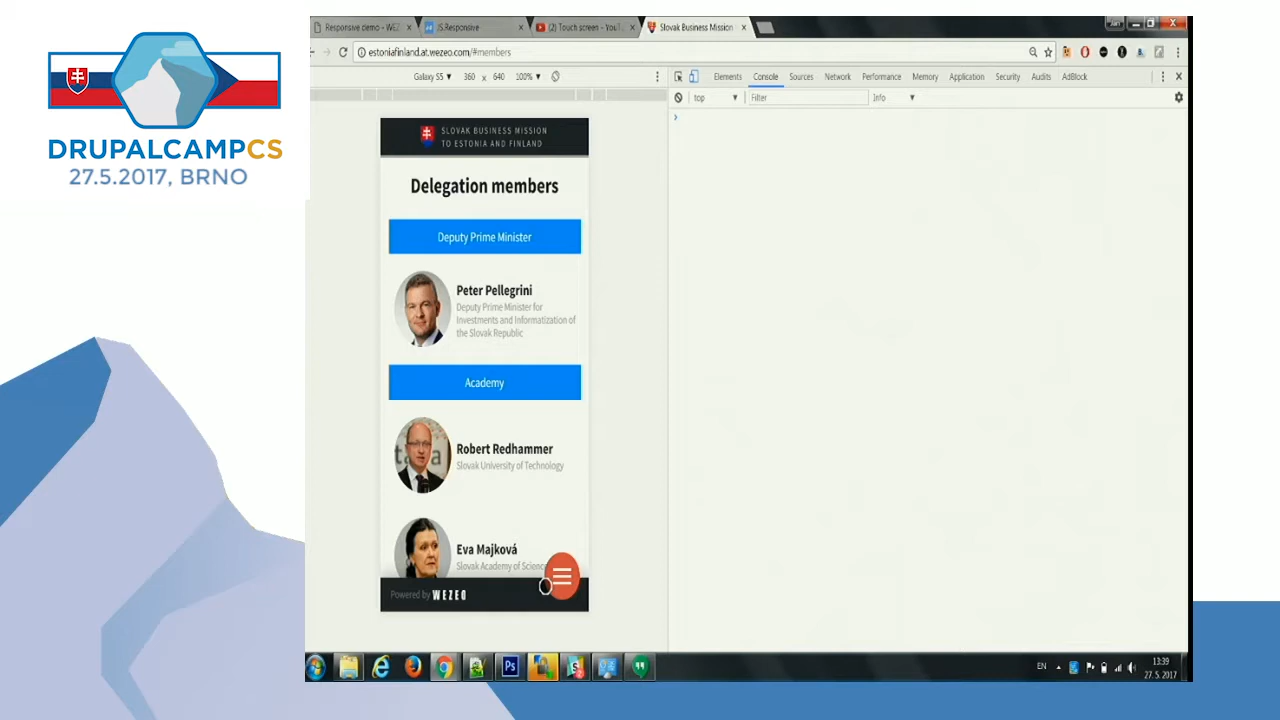 DRUPALCAMPCS
27.5.2017, BRNO
Responsive demo - WEZ
JS.Responsive
(2) Touch screen - YouT
Slovak Business Mission
estoniafinland.at.wezeo.com/#members
Galaxy S5 ▼ 360 x 640 100% ▼
Elements Console Sources Network Performance Memory Application Security Audits AdBlock
top ▼ Filter Info ▼
SLOVAK BUSINESS MISSION
TO ESTONIA AND FINLAND
Delegation members
Deputy Prime Minister
Peter Pellegrini
Deputy Prime Minister for
Investments and Informatization of
the Slovak Republic
Academy
Robert Redhammer
Slovak University of Technology
Eva Majková
Slovak Academy of Scienc
Powered by WEZEO
EN
13:39
27. 5. 2017